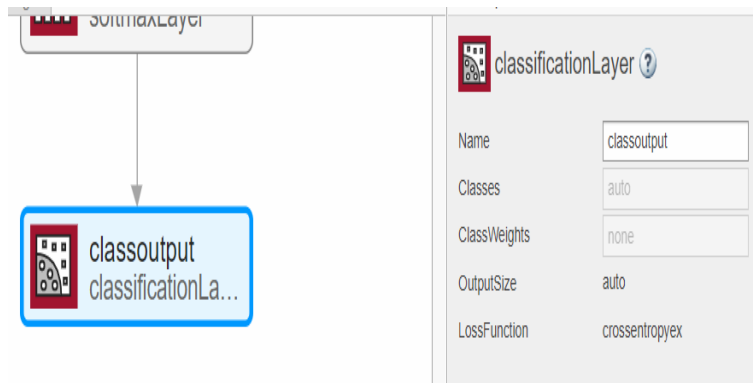 softmaxLayer
classoutput
classificationLa...
classificationLayer ?
Name classoutput
Classes auto
ClassWeights none
OutputSize auto
LossFunction crossentropyex